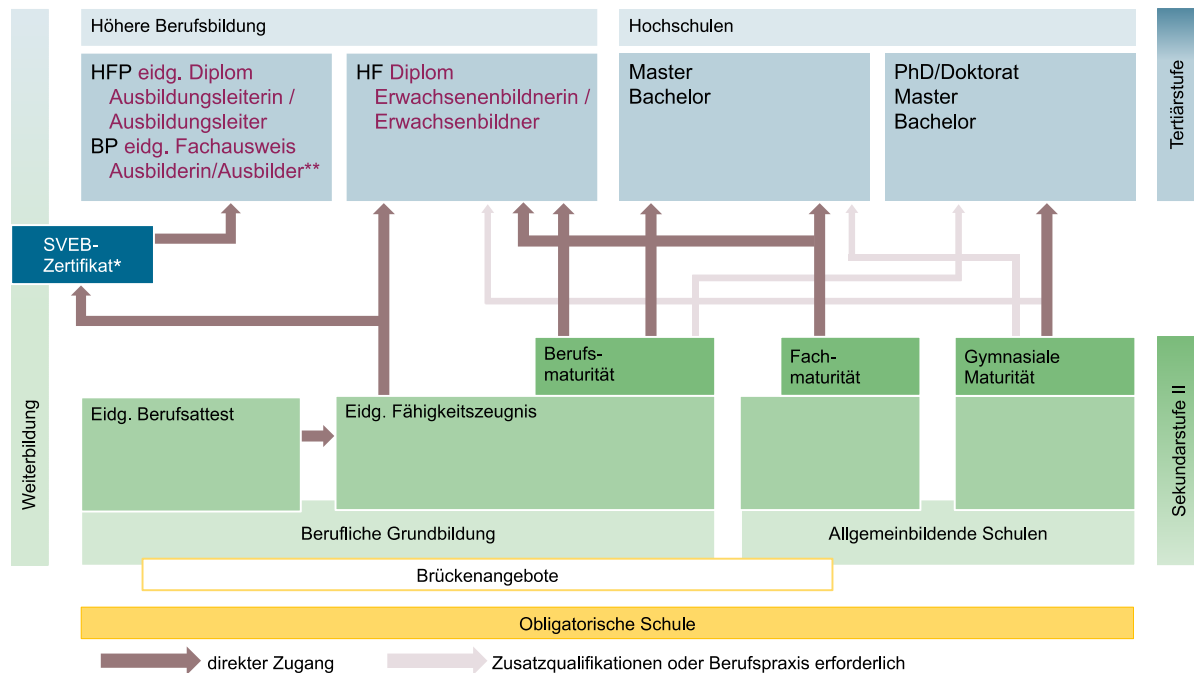 Höhere Berufsbildung
Hochschulen
HFP eidg. Diplom
Ausbildungsleiterin /
Ausbildungsleiter
BP eidg. Fachausweis
Ausbilderin/Ausbilder**
HF Diplom
Erwachsenenbildnerin /
Erwachsenbildner
Master
Bachelor
PhD/Doktorat
Master
Bachelor
Tertiärstufe
SVEB-
Zertifikat*
Weiterbildung
Berufs-
maturität
Fach-
maturität
Gymnasiale
Maturität
Eidg. Berufsattest
Eidg. Fähigkeitszeugnis
Sekundarstufe II
Berufliche Grundbildung
Allgemeinbildende Schulen
Brückenangebote
Obligatorische Schule
direkter Zugang
Zusatzqualifikationen oder Berufspraxis erforderlich